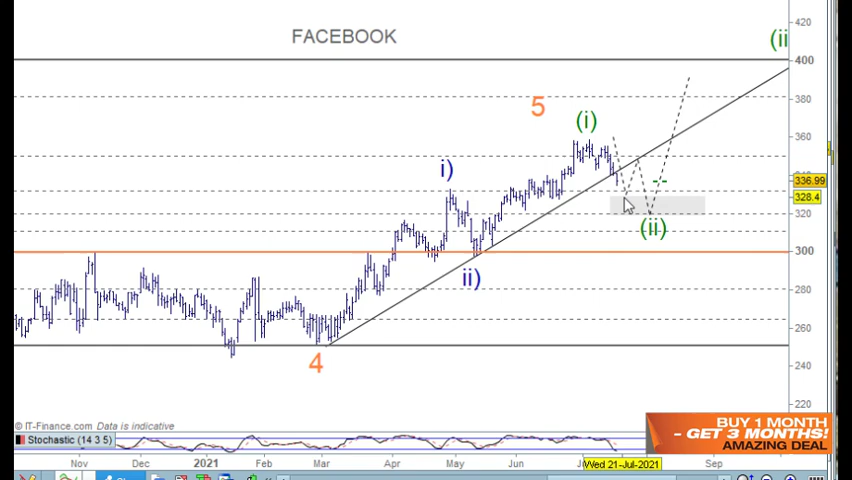 FACEBOOK
420
(ii
400
380
5
(i)
360
i)
336.99
328.4
320
(ii)
300
ii)
280
260
4
240
220
© IT-Finance.com Data is indicative
Stochastic (14 3 5)
BUY 1 MONTH
- GET 3 MONTHS!
AMAZING DEAL
Nov Dec 2021 Feb Mar Apr May Jun Wed 21-Jul-2021 Sep